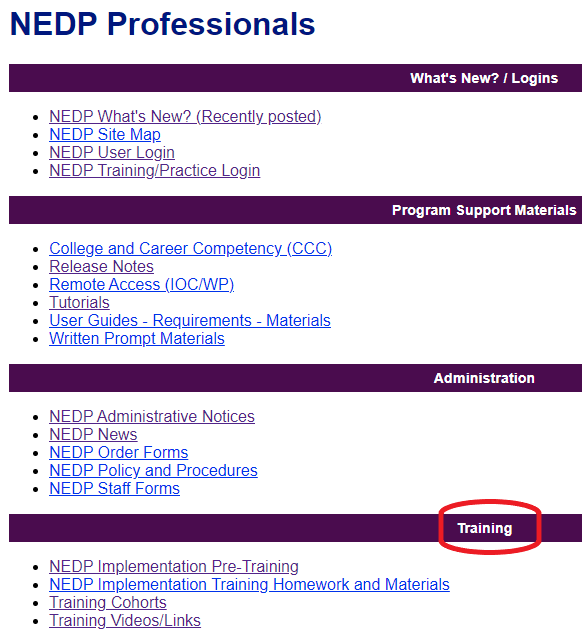 NEDP Professionals
What's New? / Logins
NEDP What's New? (Recently posted)
NEDP Site Map
NEDP User Login
NEDP Training/Practice Login
Program Support Materials
College and Career Competency (CCC)
Release Notes
Remote Access (IOC/WP)
Tutorials
User Guides - Requirements - Materials
Written Prompt Materials
Administration
NEDP Administrative Notices
NEDP News
NEDP Order Forms
NEDP Policy and Procedures
NEDP Staff Forms
Training
NEDP Implementation Pre-Training
NEDP Implementation Training Homework and Materials
Training Cohorts
Training Videos/Links